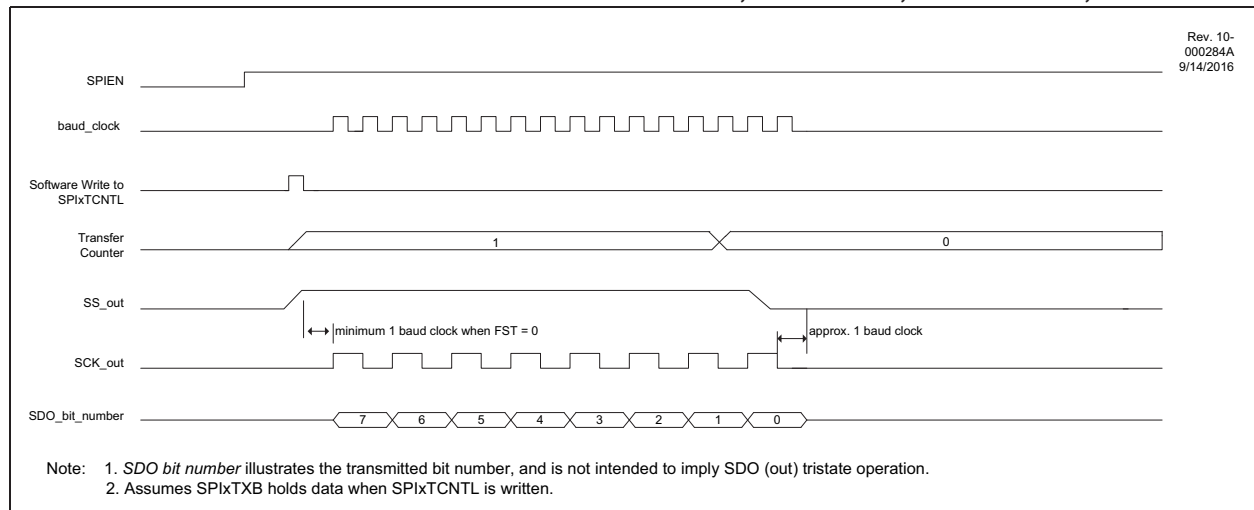 Rev. 10-
000284A
9/14/2016
SPIEN
baud_clock
Software Write to
SPIxTCNTL
Transfer
Counter
1
0
SS_out
minimum 1 baud clock when FST = 0
approx. 1 baud clock
SCK_out
SDO_bit_number
7 6 5 4 3 2 1 0
Note: 1. SDO bit number illustrates the transmitted bit number, and is not intended to imply SDO (out) tristate operation.
2. Assumes SPIxTXB holds data when SPIxTCNTL is written.